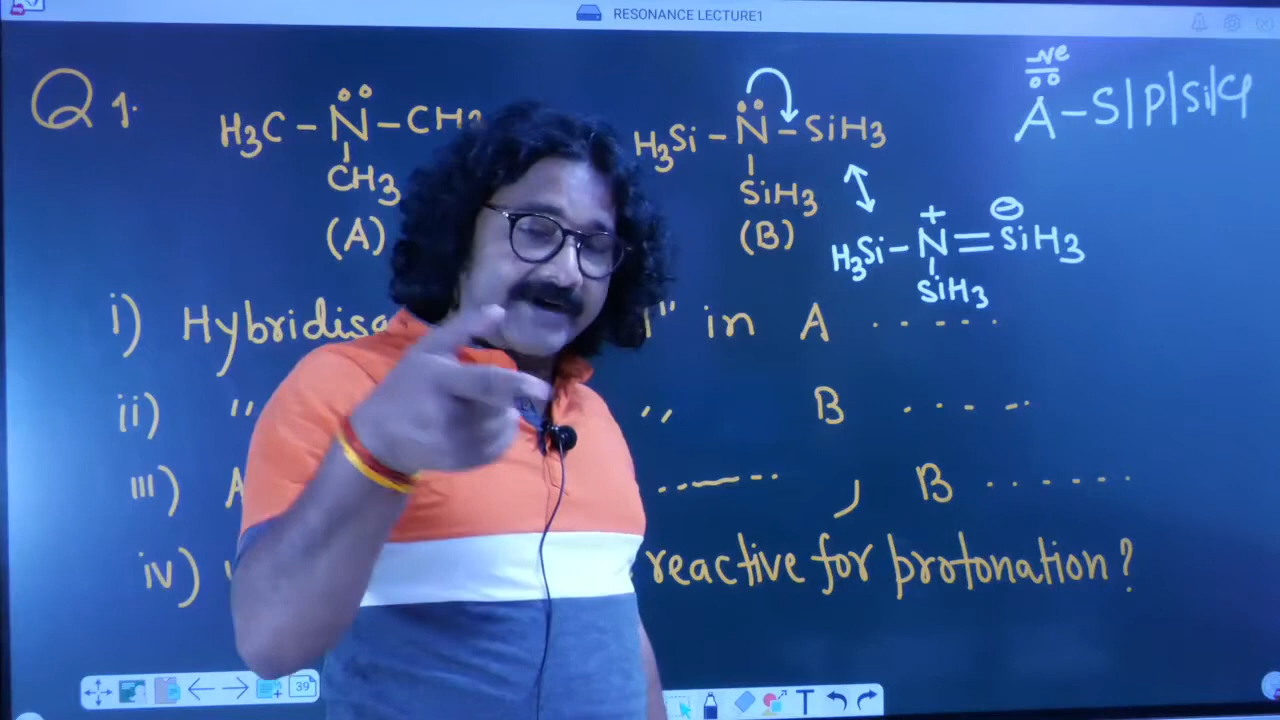 RESONANCE LECTURE1
Q 1.
H3C – N̈ – CH3
CH3
(A)
H3Si – N̈ – SiH3
SiH3
(B)
–ve
A – S|P|Si|Cl
H3Si – N = SiH3
+ ⊖
SiH3
i) in A . . . . . .
ii) " " B . . . . . .
iii) , B . . . . . .
iv) reactive for protonation?
39
T